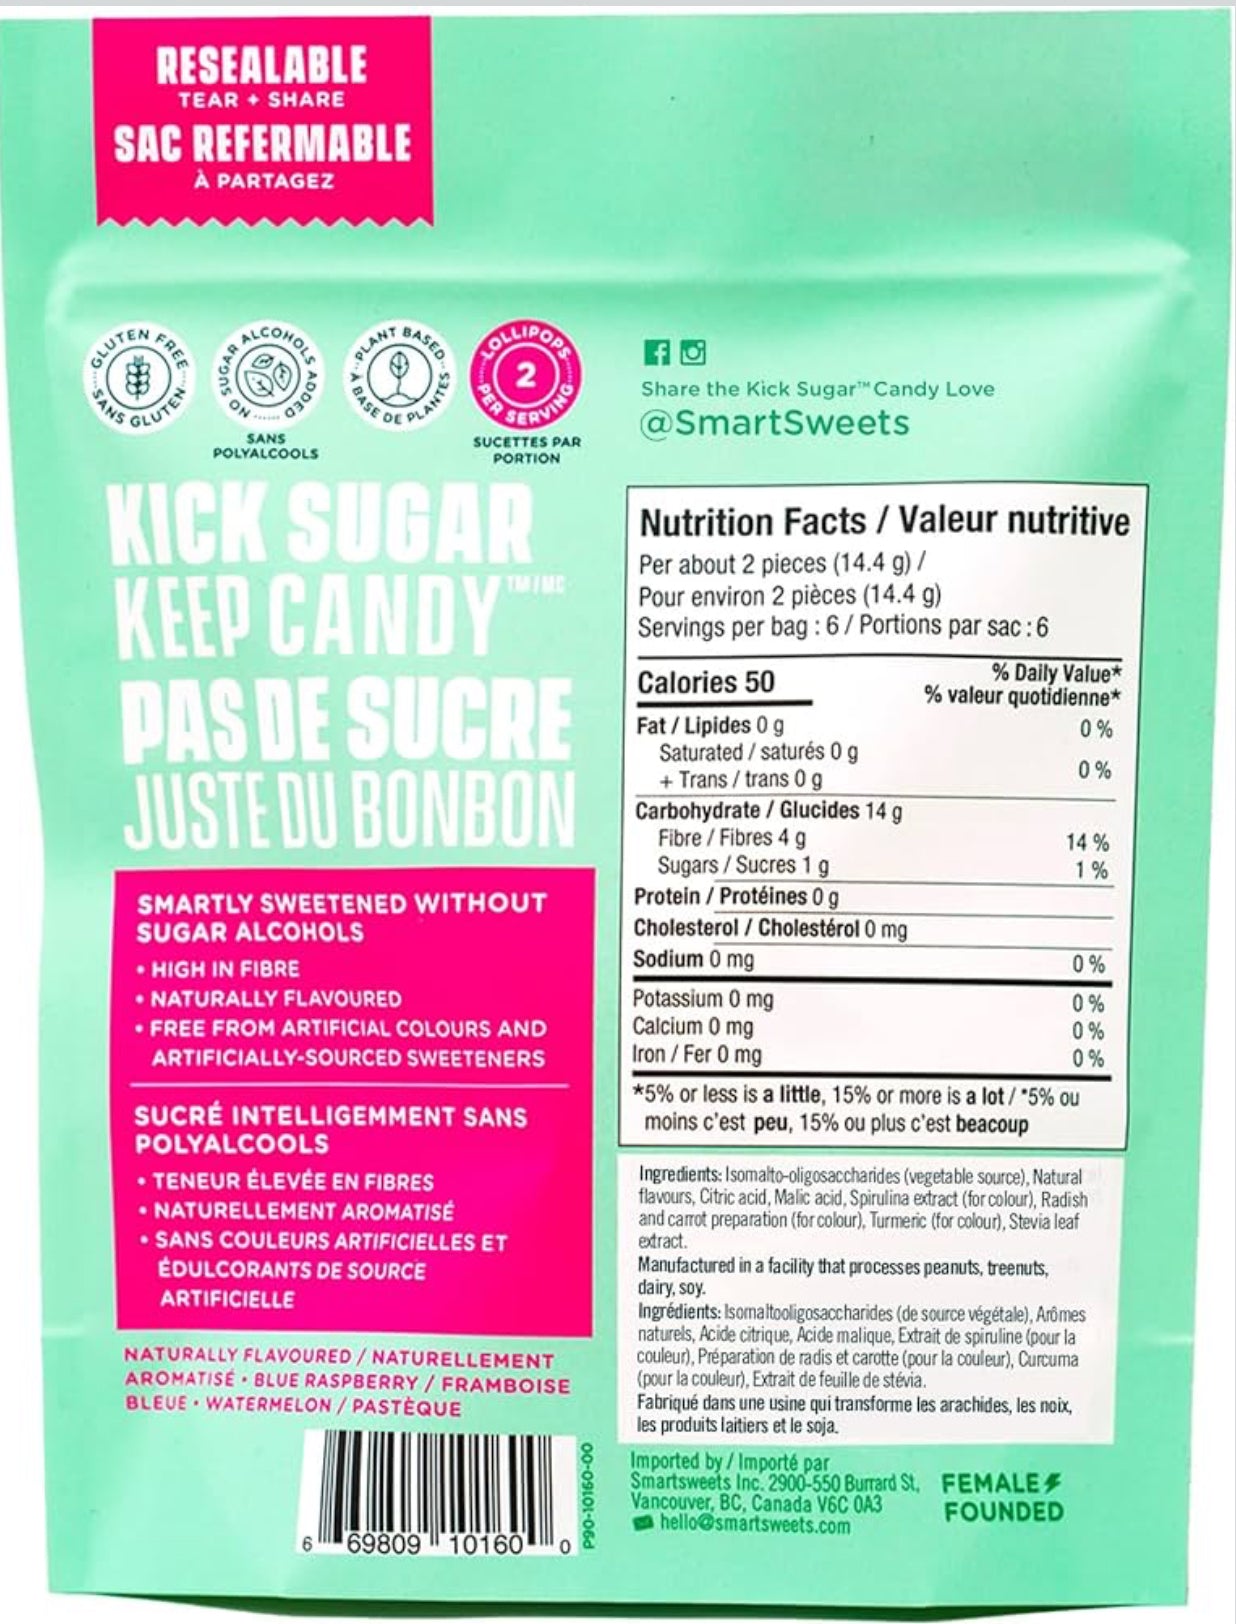 RESEALABLE
TEAR + SHARE
SAC REFERMABLE
À PARTAGEZ
GLUTEN FREE
SANS GLUTEN
NO SUGAR ALCOHOLS ADDED
SANS
POLYALCOOLS
PLANT BASED
À BASE DE PLANTES
LOLLIPOPS
2
PER SERVING
SUCETTES PAR
PORTION
Share the Kick Sugar™ Candy Love
@SmartSweets
KICK SUGAR
KEEP CANDY™/MC
PAS DE SUCRE
JUSTE DU BONBON
SMARTLY SWEETENED WITHOUT
SUGAR ALCOHOLS
• HIGH IN FIBRE
• NATURALLY FLAVOURED
• FREE FROM ARTIFICIAL COLOURS AND
ARTIFICIALLY-SOURCED SWEETENERS
SUCRÉ INTELLIGEMMENT SANS
POLYALCOOLS
• TENEUR ÉLEVÉE EN FIBRES
• NATURELLEMENT AROMATISÉ
• SANS COULEURS ARTIFICIELLES ET
ÉDULCORANTS DE SOURCE
ARTIFICIELLE
NATURALLY FLAVOURED / NATURELLEMENT
AROMATISÉ • BLUE RASPBERRY / FRAMBOISE
BLEUE • WATERMELON / PASTÈQUE
6 69809 10160 0
P90-10160-00
Nutrition Facts / Valeur nutritive
Per about 2 pieces (14.4 g) /
Pour environ 2 pièces (14.4 g)
Servings per bag : 6 / Portions par sac : 6
Calories 50
% Daily Value*
% valeur quotidienne*
Fat / Lipides 0 g 0 %
Saturated / saturés 0 g
+ Trans / trans 0 g 0 %
Carbohydrate / Glucides 14 g
Fibre / Fibres 4 g 14 %
Sugars / Sucres 1 g 1 %
Protein / Protéines 0 g
Cholesterol / Cholestérol 0 mg
Sodium 0 mg 0 %
Potassium 0 mg 0 %
Calcium 0 mg 0 %
Iron / Fer 0 mg 0 %
*5% or less is a little, 15% or more is a lot / *5% ou
moins c'est peu, 15% ou plus c'est beacoup
Ingredients: Isomalto-oligosaccharides (vegetable source), Natural
flavours, Citric acid, Malic acid, Spirulina extract (for colour), Radish
and carrot preparation (for colour), Turmeric (for colour), Stevia leaf
extract.
Manufactured in a facility that processes peanuts, treenuts,
dairy, soy.
Ingrédients: Isomaltooligosaccharides (de source végétale), Arômes
naturels, Acide citrique, Acide malique, Extrait de spiruline (pour la
couleur), Préparation de radis et carotte (pour la couleur), Curcuma
(pour la couleur), Extrait de feuille de stévia.
Fabriqué dans une usine qui transforme les arachides, les noix,
les produits laitiers et le soja.
Imported by / Importé par
Smartsweets Inc. 2900-550 Burrard St,
Vancouver, BC, Canada V6C 0A3
hello@smartsweets.com
FEMALE
FOUNDED